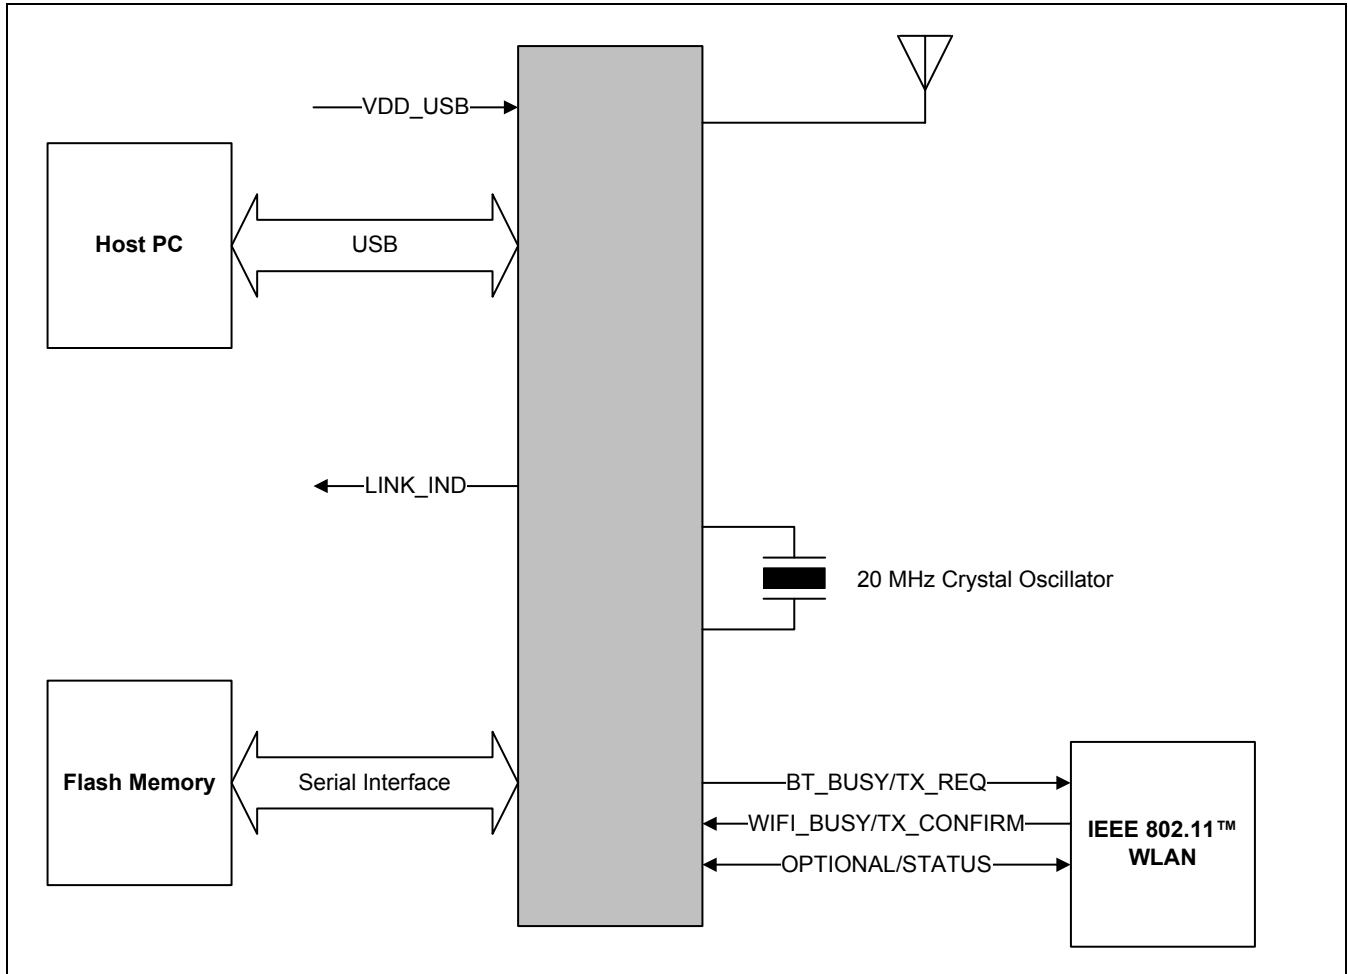 VDD_USB
Host PC
USB
LINK_IND
20 MHz Crystal Oscillator
Flash Memory
Serial Interface
BT_BUSY/TX_REQ
WIFI_BUSY/TX_CONFIRM
OPTIONAL/STATUS
IEEE 802.11™
WLAN